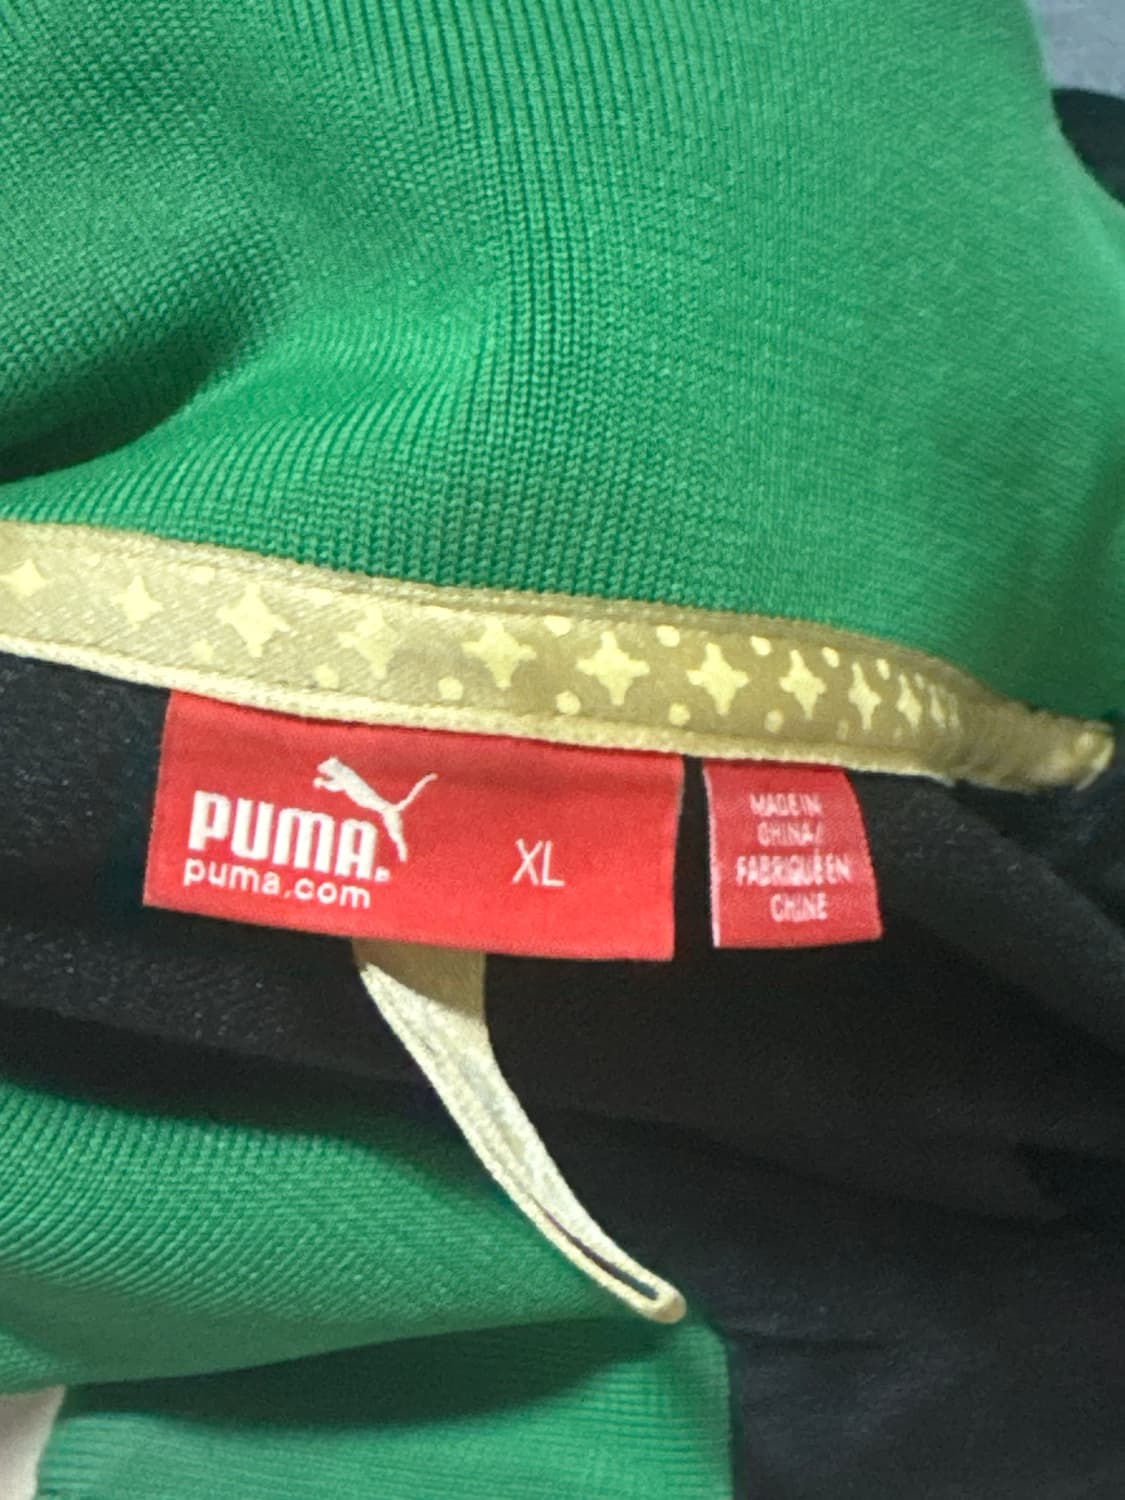 PUMA
puma.com
XL
MADE IN
CHINA/
FABRIQUÉ EN
CHINE